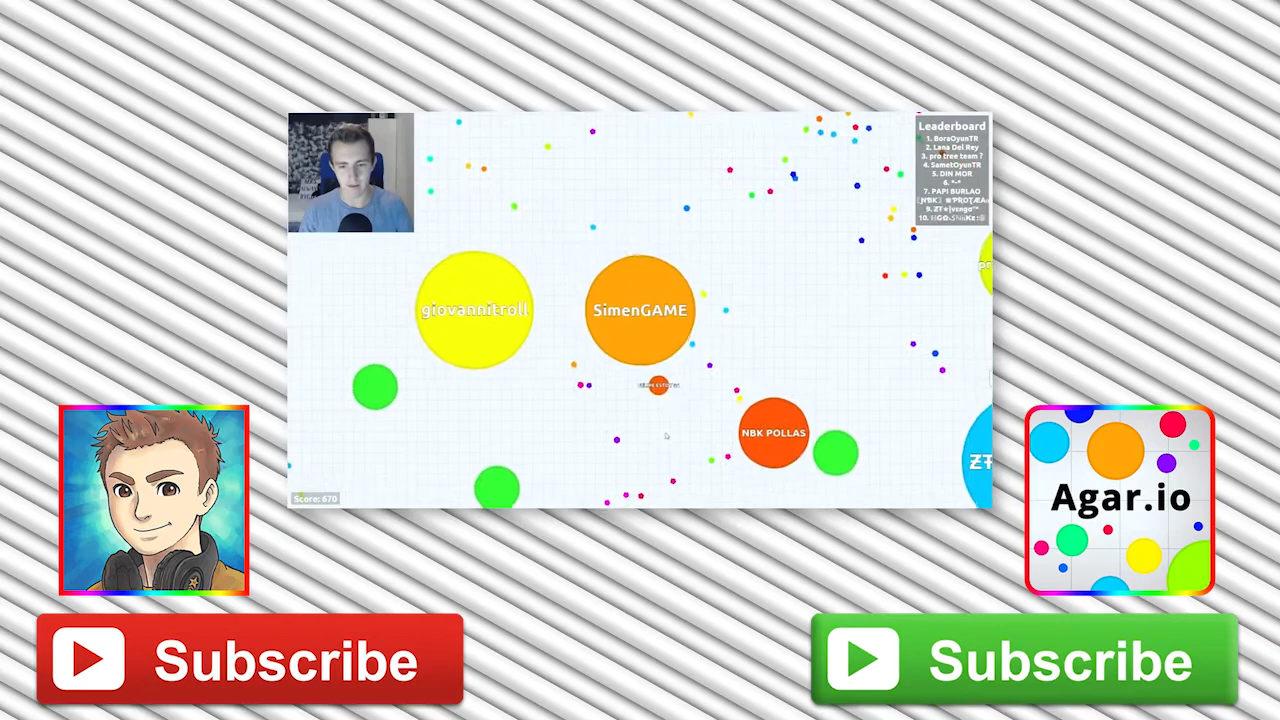 Leaderboard
1. BoraOyunTR
2. Lana Del Rey
3. pro tree team ?
4. SametOyunTR
5. DIN MOR
6. *-*
7. PAPI BURLAO
giovannitroll
SimenGAME
NBK POLLAS
Agar.io
Score: 670
Subscribe
Subscribe